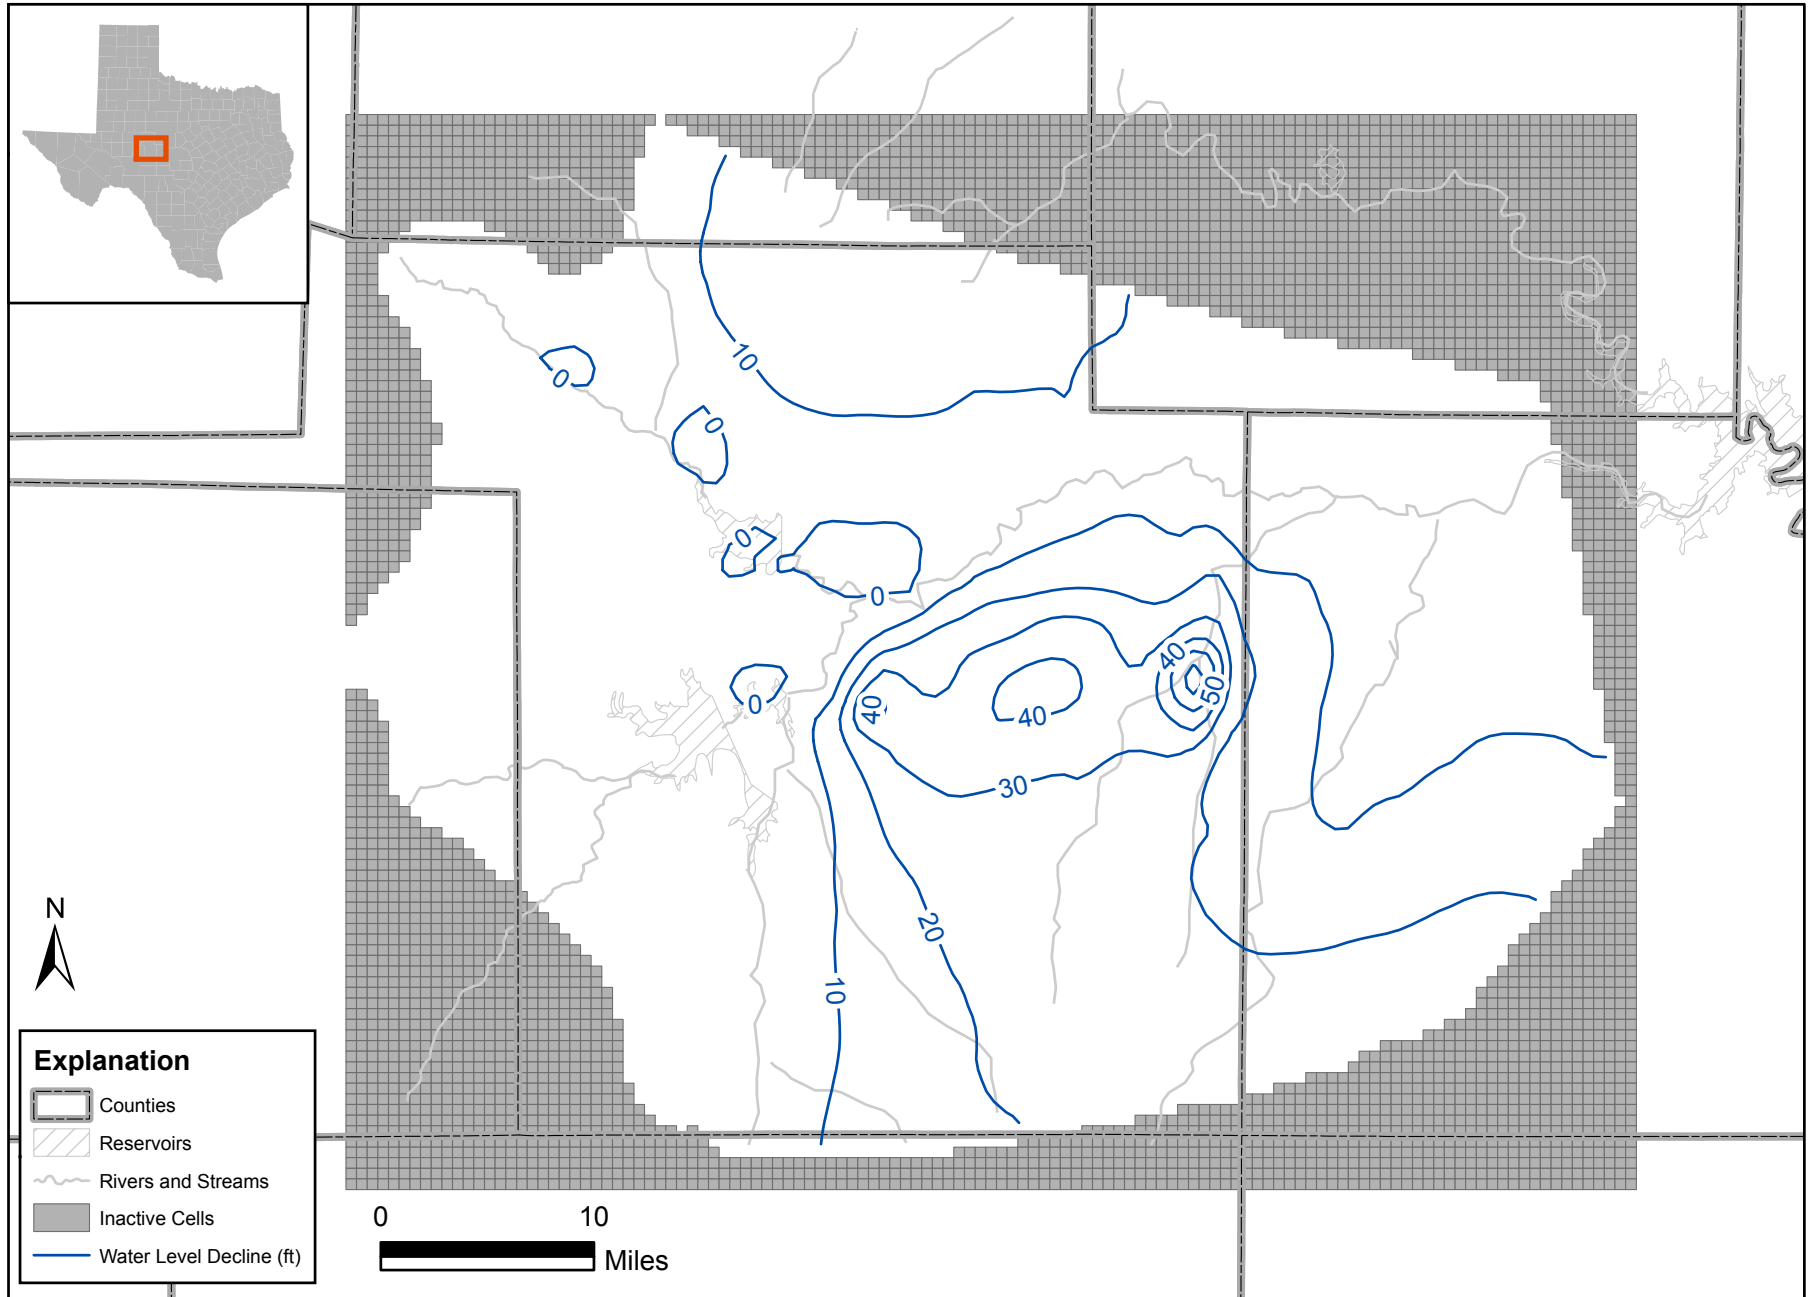 10
0
0
0
0
40
50
40
40
0
30
20
10
N
Explanation
Counties
Reservoirs
Rivers and Streams
Inactive Cells
Water Level Decline (ft)
0 10
Miles